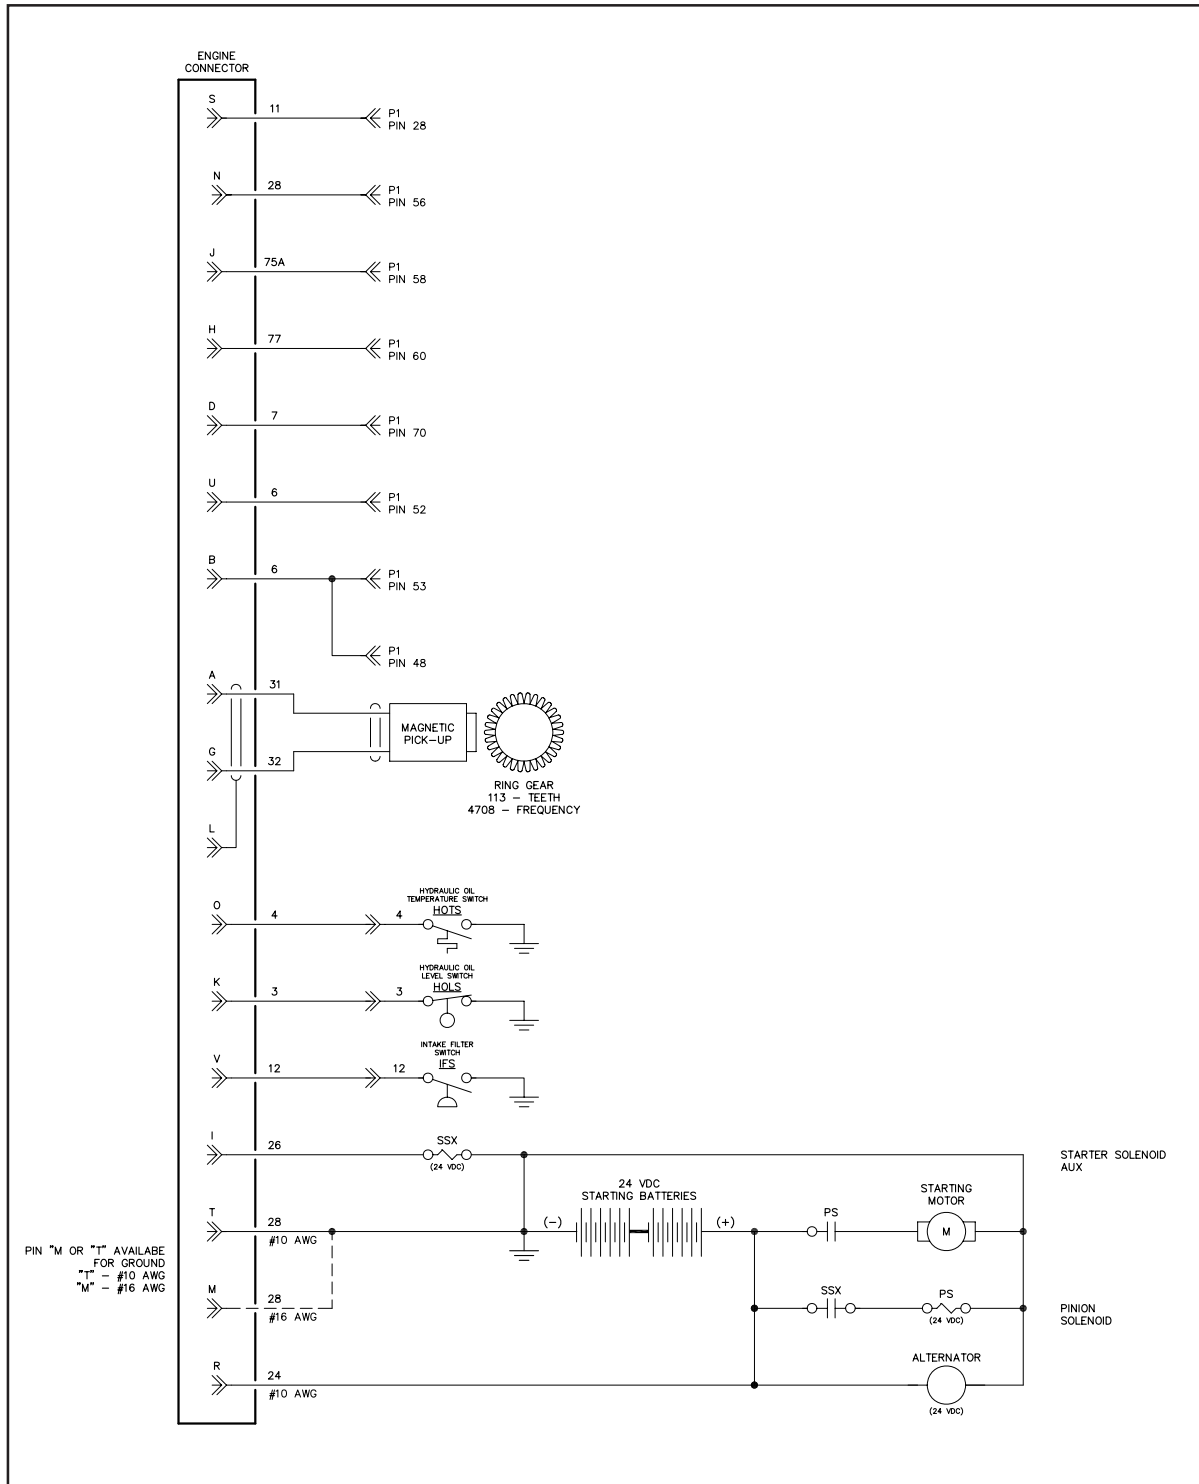 ENGINE
CONNECTOR
S
11
P1
PIN 28
N
28
P1
PIN 56
J
75A
P1
PIN 58
H
77
P1
PIN 60
D
7
P1
PIN 70
U
6
P1
PIN 52
B
6
P1
PIN 53
P1
PIN 48
A
31
MAGNETIC
PICK-UP
G
32
RING GEAR
113 - TEETH
4708 - FREQUENCY
L
HYDRAULIC OIL
TEMPERATURE SWITCH
HOTS
O
4
4
HYDRAULIC OIL
LEVEL SWITCH
HOLS
K
3
3
INTAKE FILTER
SWITCH
IFS
V
12
12
I
26
SSX
(24 VDC)
STARTER SOLENOID
AUX
24 VDC
STARTING BATTERIES
STARTING
MOTOR
T
28
#10 AWG
(-)
(+)
PS
M
PIN "M OR "T" AVAILABE
FOR GROUND
"T" - #10 AWG
"M" - #16 AWG
M
28
#16 AWG
SSX
PS
(24 VDC)
PINION
SOLENOID
R
24
#10 AWG
ALTERNATOR
(24 VDC)